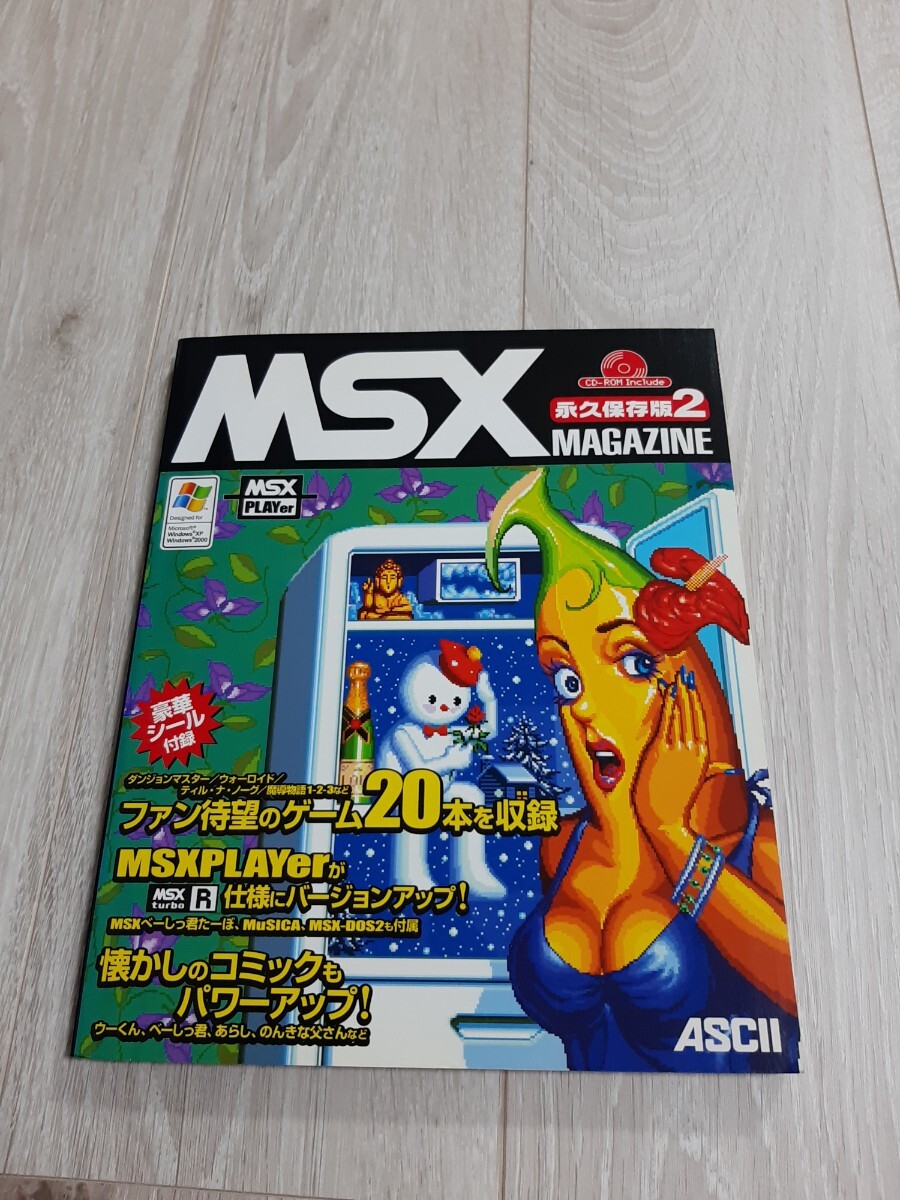 MSX
CD-ROM Include
永久保存版2
MAGAZINE
Designed for
Microsoft®
Windows®XP
Windows®2000
MSX
PLAYer
豪華
シール
付録
ダンジョンマスター/ウォーロイド/
ティル・ナ・ノーグ/魔導物語1-2-3など
ファン待望のゲーム20本を収録
MSXPLAYerが
MSX turbo R 仕様にバージョンアップ!
MSXべーしっ君たーぼ、MuSICA、MSX-DOS2も付属
懐かしのコミックも
パワーアップ!
ウーくん、べーしっ君、あらし、のんきな父さんなど
ASCII